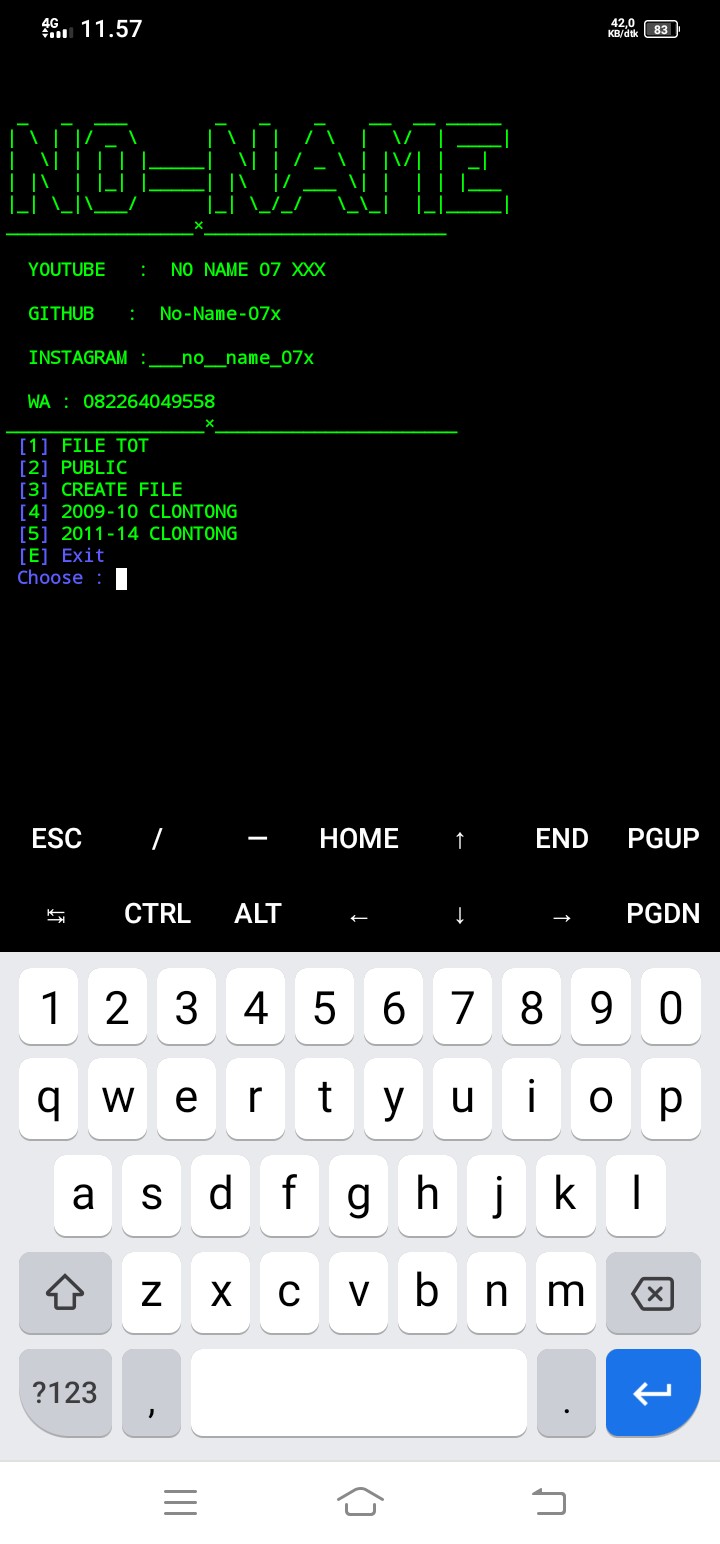 4G 11.57 42,0 KB/dtk 83
NO-NAME
×
YOUTUBE : NO NAME 07 XXX
GITHUB : No-Name-07x
INSTAGRAM :___no__name_07x
WA : 082264049558
×
[1] FILE TOT
[2] PUBLIC
[3] CREATE FILE
[4] 2009-10 CLONTONG
[5] 2011-14 CLONTONG
[E] Exit
Choose :
ESC / — HOME ↑ END PGUP
↹ CTRL ALT ← ↓ → PGDN
1 2 3 4 5 6 7 8 9 0
q w e r t y u i o p
a s d f g h j k l
z x c v b n m
?123 , .